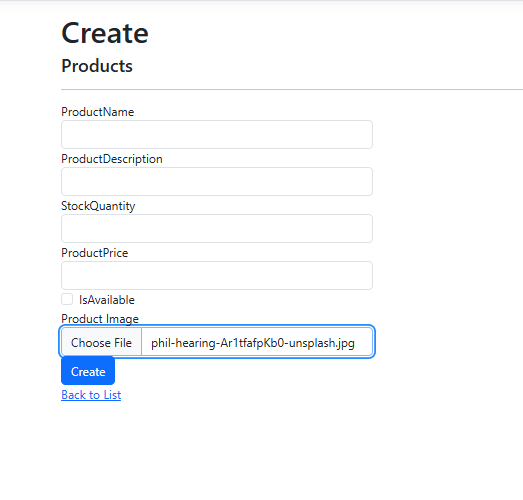 Create
Products
ProductName
ProductDescription
StockQuantity
ProductPrice
IsAvailable
Product Image
Choose File phil-hearing-Ar1tfafpKb0-unsplash.jpg
Create
Back to List